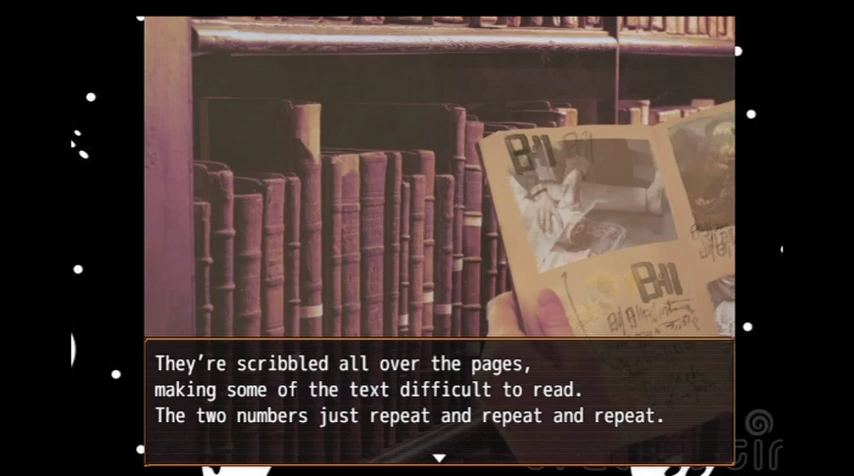 They're scribbled all over the pages,
making some of the text difficult to read.
The two numbers just repeat and repeat and repeat.